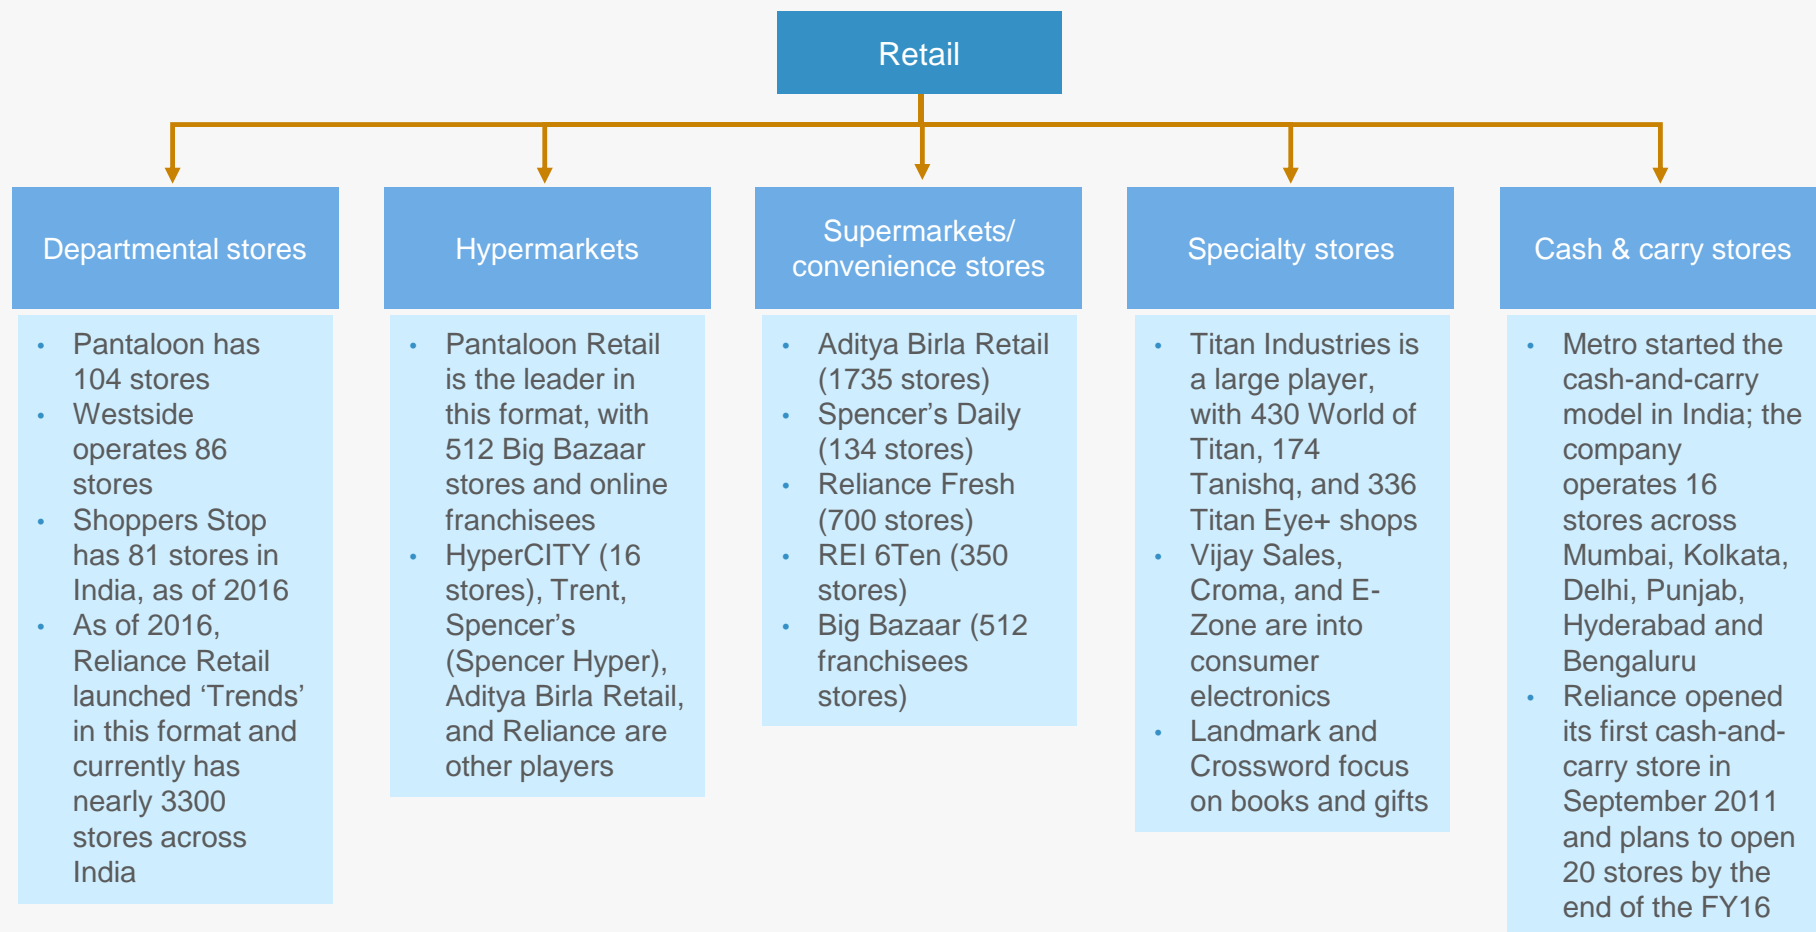 Retail
Departmental stores
• Pantaloon has
104 stores
• Westside
operates 86
stores
• Shoppers Stop
has 81 stores in
India, as of 2016
• As of 2016,
Reliance Retail
launched ‘Trends’
in this format and
currently has
nearly 3300
stores across
India
Hypermarkets
• Pantaloon Retail
is the leader in
this format, with
512 Big Bazaar
stores and online
franchisees
• HyperCITY (16
stores), Trent,
Spencer’s
(Spencer Hyper),
Aditya Birla Retail,
and Reliance are
other players
Supermarkets/
convenience stores
• Aditya Birla Retail
(1735 stores)
• Spencer’s Daily
(134 stores)
• Reliance Fresh
(700 stores)
• REI 6Ten (350
stores)
• Big Bazaar (512
franchisees
stores)
Specialty stores
• Titan Industries is
a large player,
with 430 World of
Titan, 174
Tanishq, and 336
Titan Eye+ shops
• Vijay Sales,
Croma, and E-
Zone are into
consumer
electronics
• Landmark and
Crossword focus
on books and gifts
Cash & carry stores
• Metro started the
cash-and-carry
model in India; the
company
operates 16
stores across
Mumbai, Kolkata,
Delhi, Punjab,
Hyderabad and
Bengaluru
• Reliance opened
its first cash-and-
carry store in
September 2011
and plans to open
20 stores by the
end of the FY16